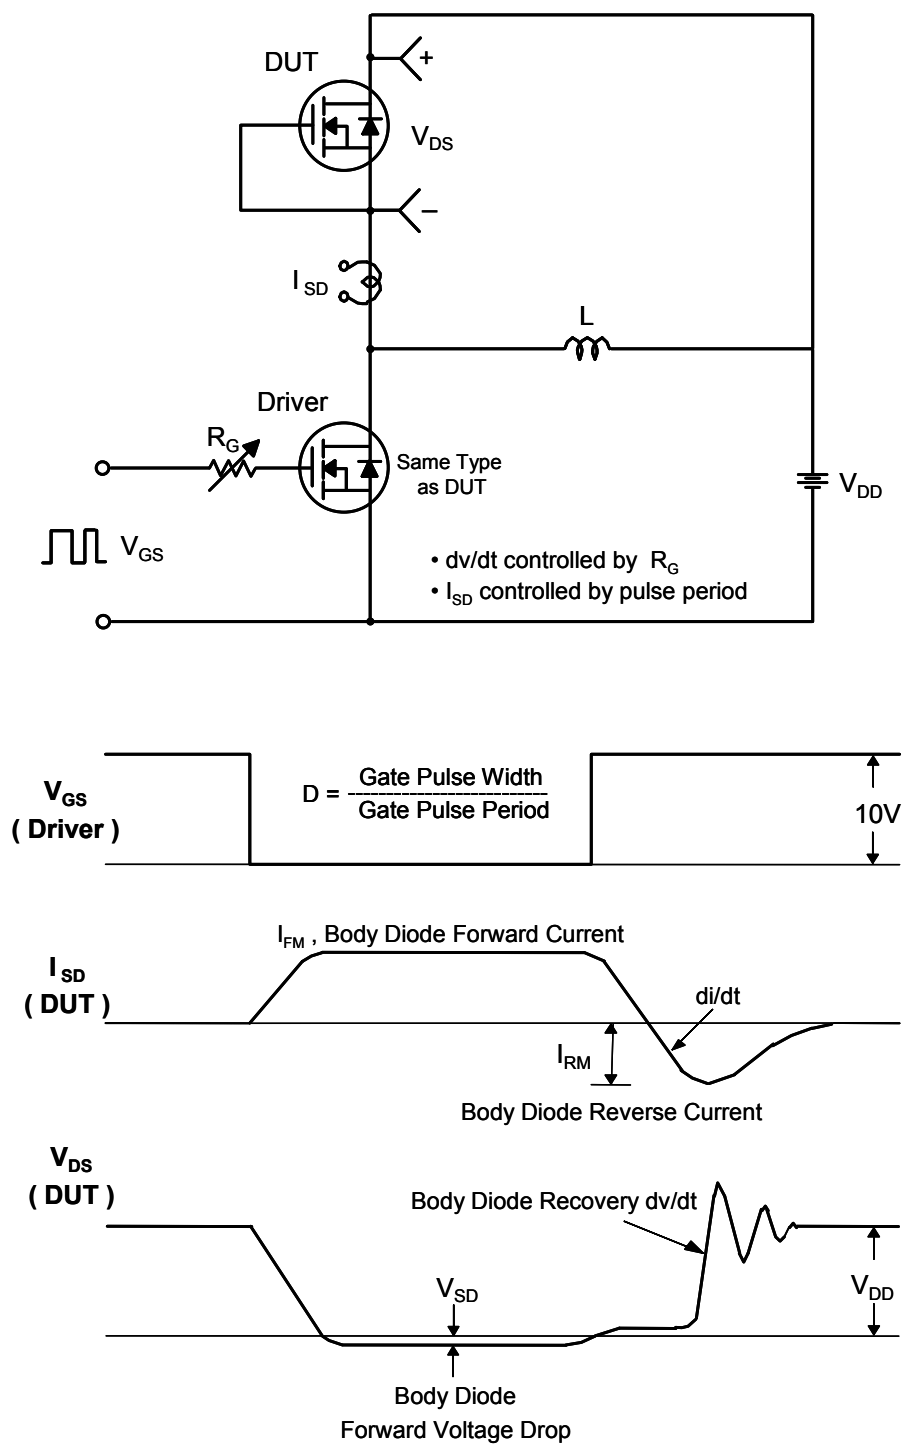 DUT
+
V_DS
−
I_SD
L
Driver
R_G
Same Type
as DUT
V_DD
V_GS
• dv/dt controlled by R_G
• I_SD controlled by pulse period
V_GS
( Driver )
D = Gate Pulse Width
Gate Pulse Period
10V
I_FM , Body Diode Forward Current
I_SD
( DUT )
di/dt
I_RM
Body Diode Reverse Current
V_DS
( DUT )
Body Diode Recovery dv/dt
V_SD
V_DD
Body Diode
Forward Voltage Drop